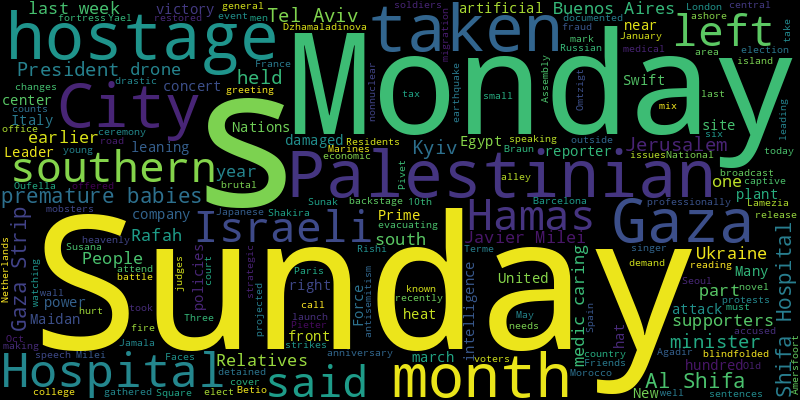 last week
fortress Yael
victory
restored
general
event men
Dzhamaladinova
Tel Aviv
soldiers
migration
artificial
documented
fraud
Buenos Aires
London central
ashore
near
January
Russian
left
mark
area
election
take
island
hostage
taken
Monday
President drone
changes
center
counts
Italy
drastic
concert
greeting
held
France
nonnuclear
tax
earthquake
small
Assembly
Omtzigt
Swift
last
mix
medical
leading
City
S
Nations
office
young
ceremony
road
earlier
leaning
Leader
damaged
Residents
Marines
economic
Kyiv
Egypt
speaking
Braun
outside
reporter
Jerusalem
issuesNational
site
six
today
broadcast
captive
southern
year
brutal
Oufella
offered
premature babies
mobsters
company
Japanese
Shakira
Palestinian
Pivet
valley
Barcelona
professionally
one
plant
Lamezia
release
Gaza Strip
Netherlands
heavenly
Rafah
Susana
People
attend
battle
watching
wall
power
hurt
Maidan
Israeli
judges
policies
court
strategic
Sunak
backstage
10th
Prime
evacuating
south
Hamas
Javier Milei
Gaza
singer
demand
Ukraine
reading
Seoul
Many
Shifa Hospital
Sunday
Paris
Rishi
right
projected
launch
Pieter
call
Force
antisemitism
known
recently
heat
Terme
intelligence
United
May
needs
medic caring
Spain
part
novel
protests
must
attack
supporters
accused
Oct
making
speech Milei
Jamala
took
fire
Three
front
strikes
anniversary
march
voters
country
Friends
Morocco
hat
minister
Agadir
hundred
Old
blindfolded
Amersfoort
Hospital
college
gathered
Faces
Square
Relatives
detained
cover
elect
Betio
said
month
New
well
Al Shifa
sentences